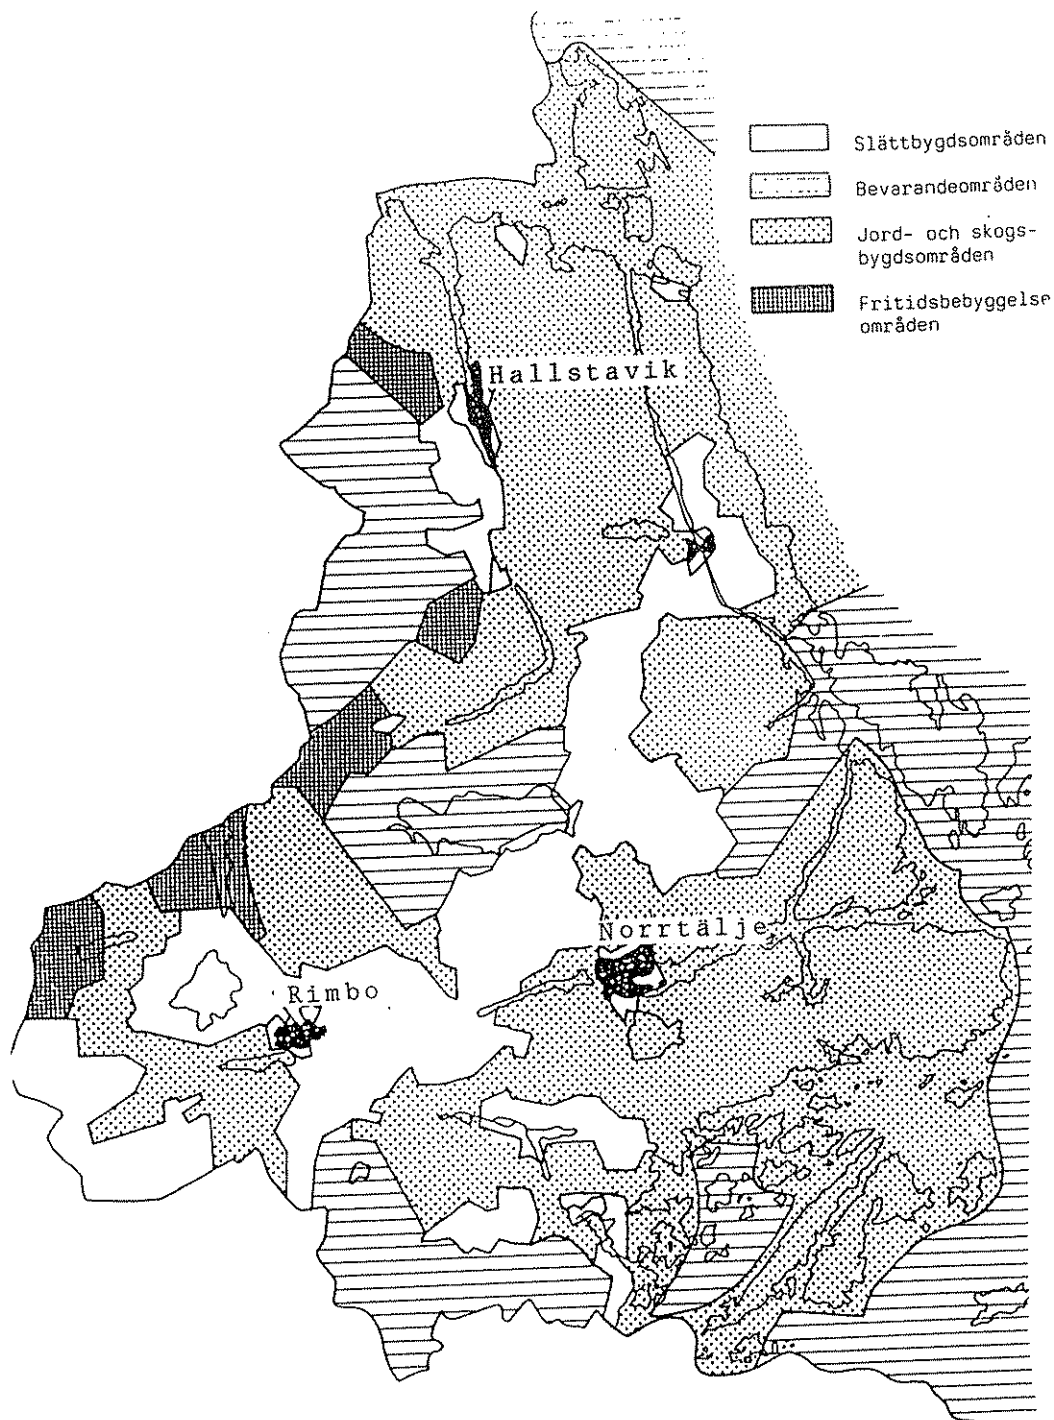 Slättbygdsområden
Bevarandeområden
Jord- och skogs-
bygdsområden
Fritidsbebyggelse
områden
Hallstavik
Norrtälje
Rimbo